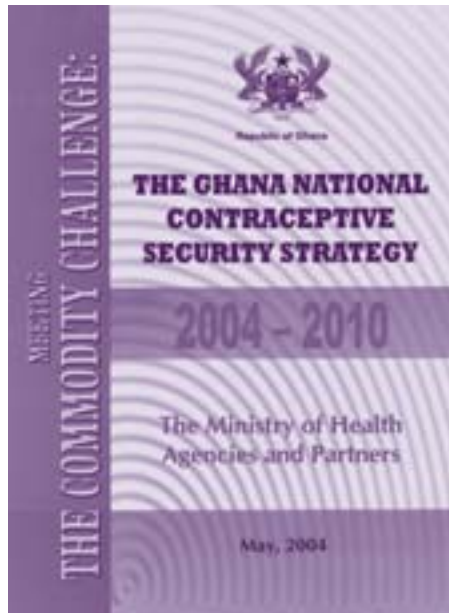 MEETING
THE COMMODITY CHALLENGE:
Republic of Ghana
THE GHANA NATIONAL
CONTRACEPTIVE
SECURITY STRATEGY
2004 – 2010
The Ministry of Health
Agencies and Partners
May, 2004